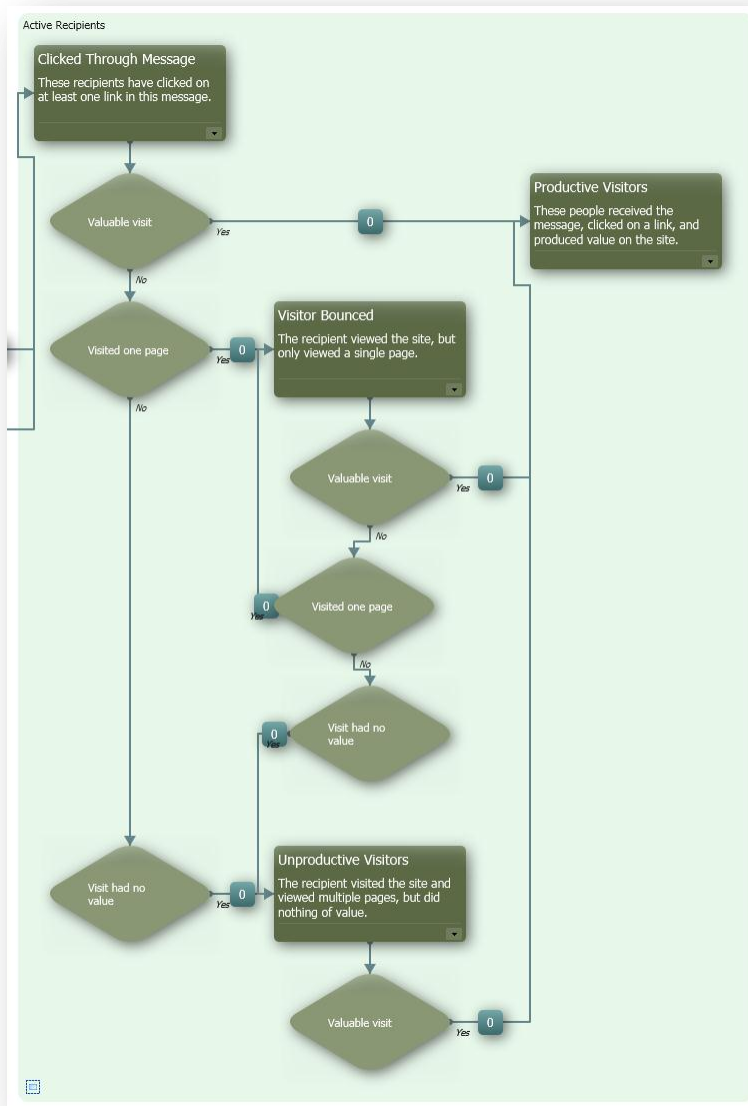 Active Recipients
Clicked Through Message
These recipients have clicked on
at least one link in this message.
Valuable visit
Yes
0
Productive Visitors
These people received the
message, clicked on a link, and
produced value on the site.
No
Visited one page
Yes
0
Visitor Bounced
The recipient viewed the site, but
only viewed a single page.
No
Valuable visit
Yes
0
No
Visited one page
0
Yes
No
Visit had no
value
0
Yes
Visit had no
value
Yes
0
Unproductive Visitors
The recipient visited the site and
viewed multiple pages, but did
nothing of value.
Valuable visit
Yes
0